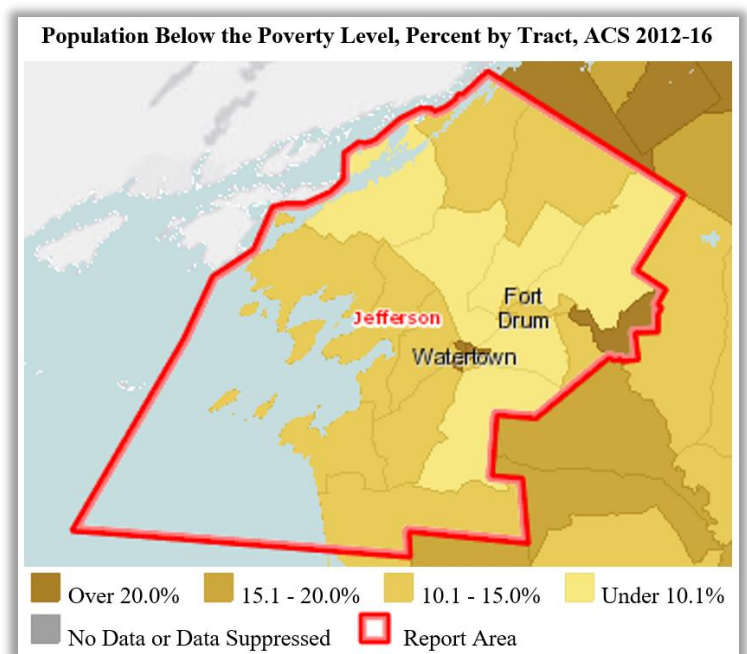 Population Below the Poverty Level, Percent by Tract, ACS 2012-16
Fort
Drum
Jefferson
Watertown
Over 20.0%
15.1 - 20.0%
10.1 - 15.0%
Under 10.1%
No Data or Data Suppressed
Report Area